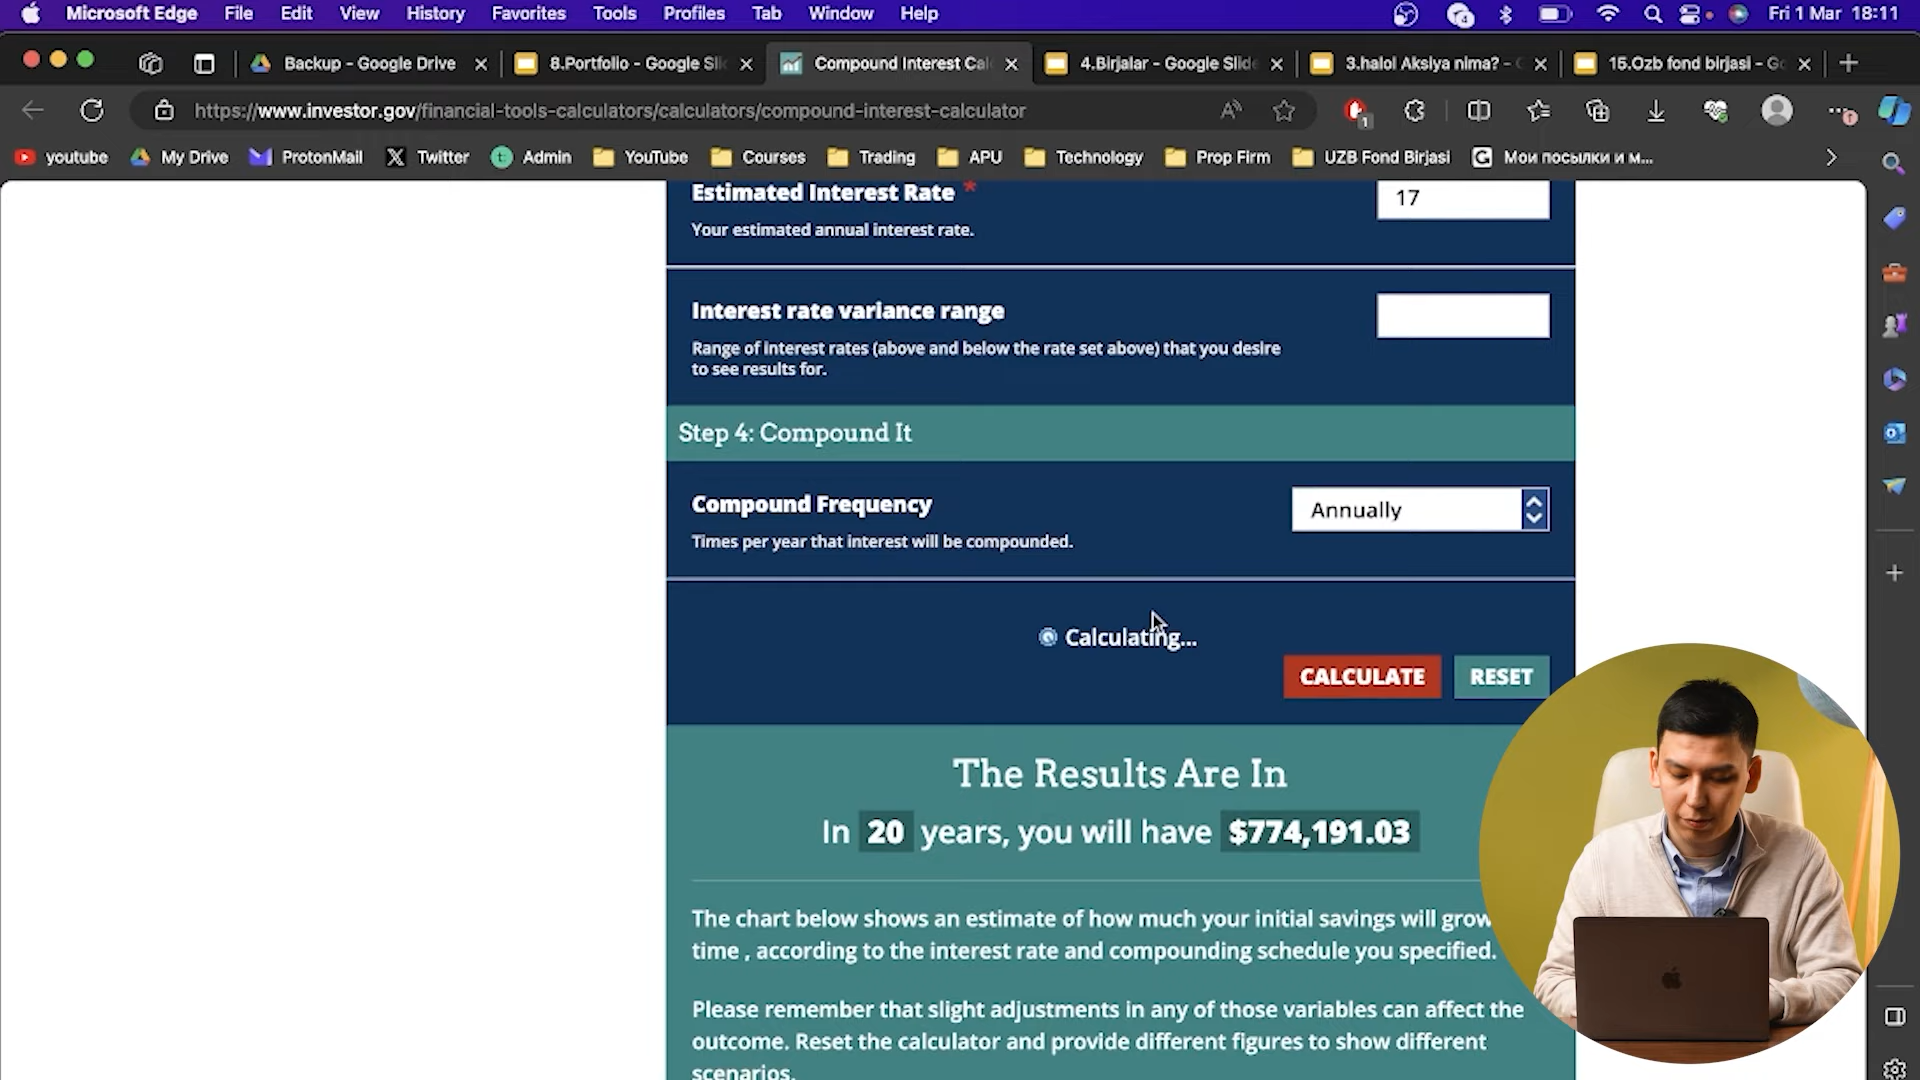 Microsoft Edge File Edit View History Favorites Tools Profiles Tab Window Help Fri 1 Mar 18:11
Backup - Google Drive 8.Portfolio - Google Sli Compound Interest Cal 4.Birjalar - Google Slide 3.halol Aksiya nima? - 15.Ozb fond birjasi - Go
https://www.investor.gov/financial-tools-calculators/calculators/compound-interest-calculator
youtube My Drive ProtonMail Twitter Admin YouTube Courses Trading APU Technology Prop Firm UZB Fond Birjasi Мои посылки и м...
Estimated Interest Rate * 17
Your estimated annual interest rate.
Interest rate variance range
Range of interest rates (above and below the rate set above) that you desire
to see results for.
Step 4: Compound It
Compound Frequency Annually
Times per year that interest will be compounded.
Calculating...
CALCULATE RESET
The Results Are In
In 20 years, you will have $774,191.03
The chart below shows an estimate of how much your initial savings will grow
time , according to the interest rate and compounding schedule you specified.
Please remember that slight adjustments in any of those variables can affect the
outcome. Reset the calculator and provide different figures to show different
scenarios.